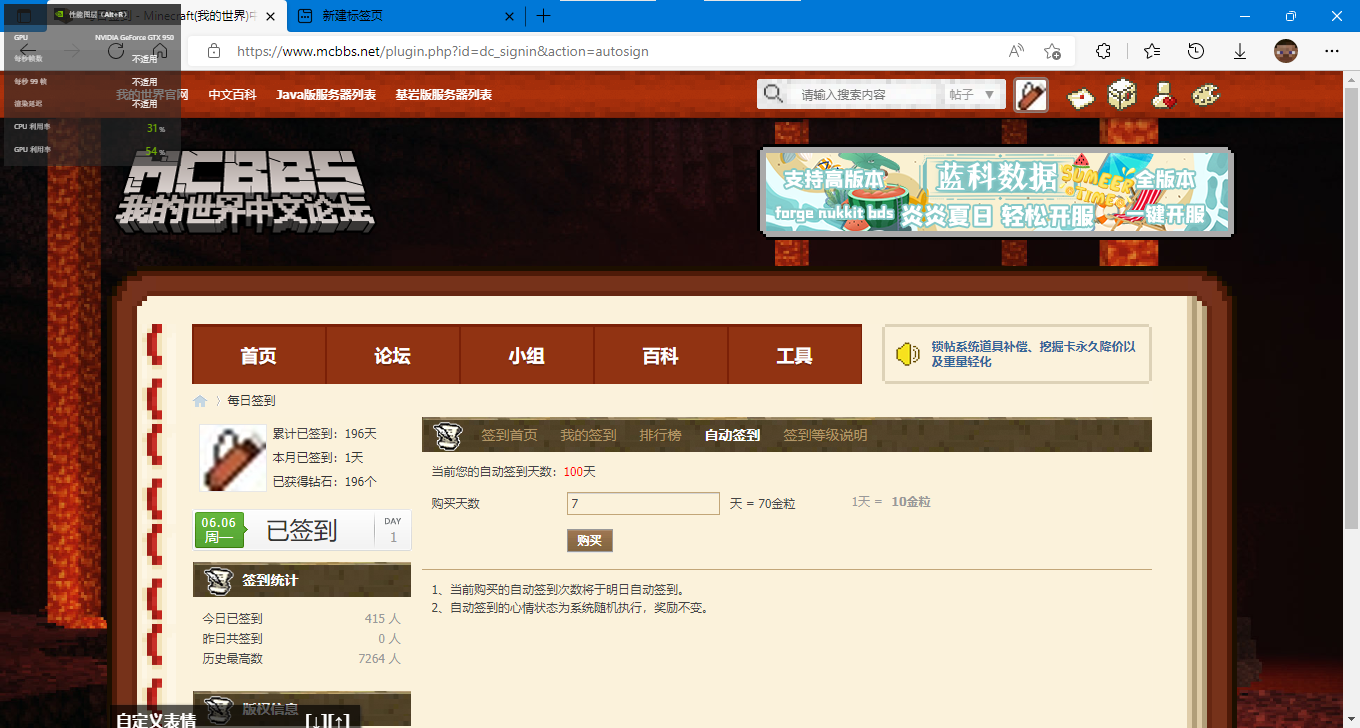 性能图层 (Alt+R)
GPU NVIDIA GeForce GTX 950
每秒帧数 不适用
每秒 99 帧 不适用
渲染延迟 不适用
CPU 利用率 31%
GPU 利用率 54%
- Minecraft(我的世界)中
新建标签页
https://www.mcbbs.net/plugin.php?id=dc_signin&action=autosign
我的世界官网 中文百科 Java版服务器列表 基岩版服务器列表
请输入搜索内容 帖子
MCBBS
我的世界中文论坛
支持高版本 蓝科数据 SUMEER TIME 全版本
forge nukkit bds 炎炎夏日 轻松开服 一键开服
首页 论坛 小组 百科 工具
锁帖系统道具补偿、挖掘卡永久降价以
及重量轻化
每日签到
累计已签到：196天
本月已签到：1天
已获得钻石：196个
06.06
周一
已签到
DAY
1
签到统计
今日已签到 415 人
昨日共签到 0 人
历史最高数 7264 人
版权信息
自定义表情 [↓][↑]
签到首页 我的签到 排行榜 自动签到 签到等级说明
当前您的自动签到天数：100天
购买天数 7 天 = 70金粒 1天 = 10金粒
购买
1、当前购买的自动签到次数将于明日自动签到。
2、自动签到的心情状态为系统随机执行，奖励不变。